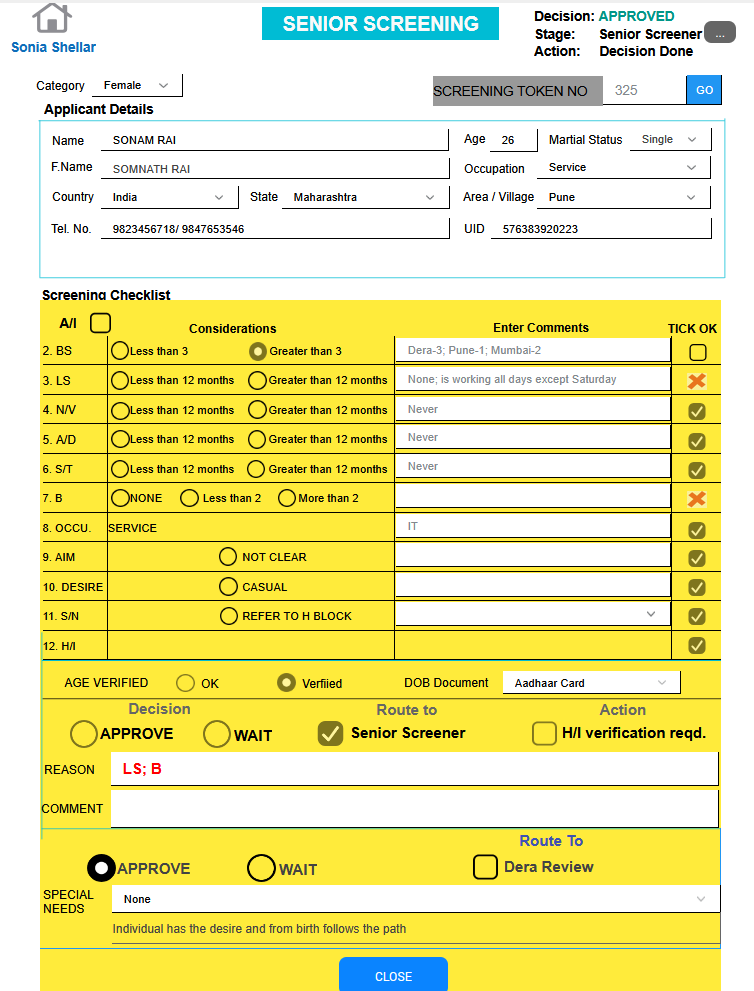 SENIOR SCREENING
Decision: APPROVED
Stage: Senior Screener ...
Action: Decision Done
Sonia Shellar
Category Female
SCREENING TOKEN NO 325 GO
Applicant Details
Name SONAM RAI Age 26 Martial Status Single
F.Name SOMNATH RAI Occupation Service
Country India State Maharashtra Area / Village Pune
Tel. No. 9823456718/ 9847653546 UID 576383920223
Screening Checklist
A/I Considerations Enter Comments TICK OK
2. BS Less than 3 Greater than 3 Dera-3; Pune-1; Mumbai-2
3. LS Less than 12 months Greater than 12 months None; is working all days except Saturday
4. N/V Less than 12 months Greater than 12 months Never
5. A/D Less than 12 months Greater than 12 months Never
6. S/T Less than 12 months Greater than 12 months Never
7. B NONE Less than 2 More than 2
8. OCCU. SERVICE IT
9. AIM NOT CLEAR
10. DESIRE CASUAL
11. S/N REFER TO H BLOCK
12. H/I
AGE VERIFIED OK Verfiied DOB Document Aadhaar Card
Decision Route to Action
APPROVE WAIT Senior Screener H/I verification reqd.
REASON LS; B
COMMENT
Route To
APPROVE WAIT Dera Review
SPECIAL NEEDS None
Individual has the desire and from birth follows the path
CLOSE